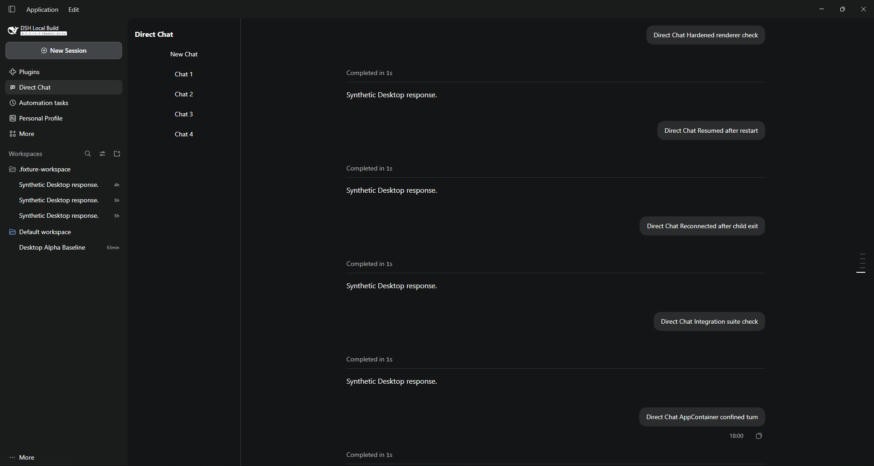 Application Edit
DSH Local Build
New Session
Plugins
Direct Chat
Automation tasks
Personal Profile
More
Workspaces
.fixture-workspace
Synthetic Desktop response. 4h
Synthetic Desktop response. 5h
Synthetic Desktop response. 5h
Default workspace
Desktop Alpha Baseline 53min
More
Direct Chat
New Chat
Chat 1
Chat 2
Chat 3
Chat 4
Direct Chat Hardened renderer check
Completed in 1s
Synthetic Desktop response.
Direct Chat Resumed after restart
Completed in 1s
Synthetic Desktop response.
Direct Chat Reconnected after child exit
Completed in 1s
Synthetic Desktop response.
Direct Chat Integration suite check
Completed in 1s
Synthetic Desktop response.
Direct Chat AppContainer confined turn
18:00
Completed in 1s